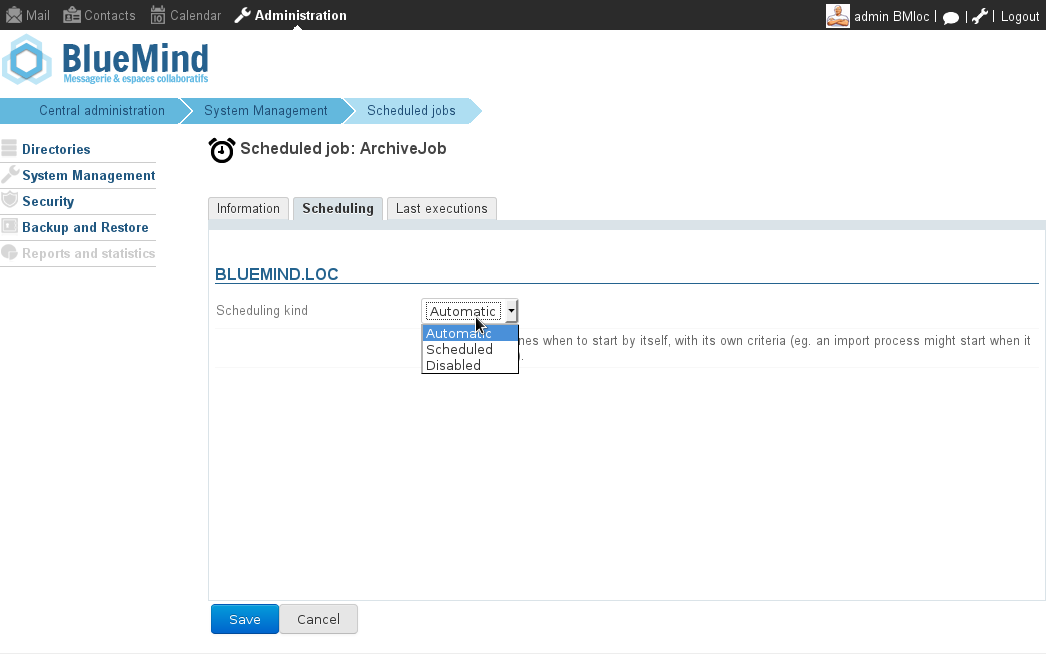 Mail Contacts Calendar Administration admin BMloc | | | Logout
BlueMind
Messagerie & espaces collaboratifs
Central administration System Management Scheduled jobs
Directories
System Management
Security
Backup and Restore
Reports and statistics
Scheduled job: ArchiveJob
Information Scheduling Last executions
BLUEMIND.LOC
Scheduling kind Automatic
Automatic
Scheduled
Disabled
nes when to start by itself, with its own criteria (eg. an import process might start when it
).
Save Cancel